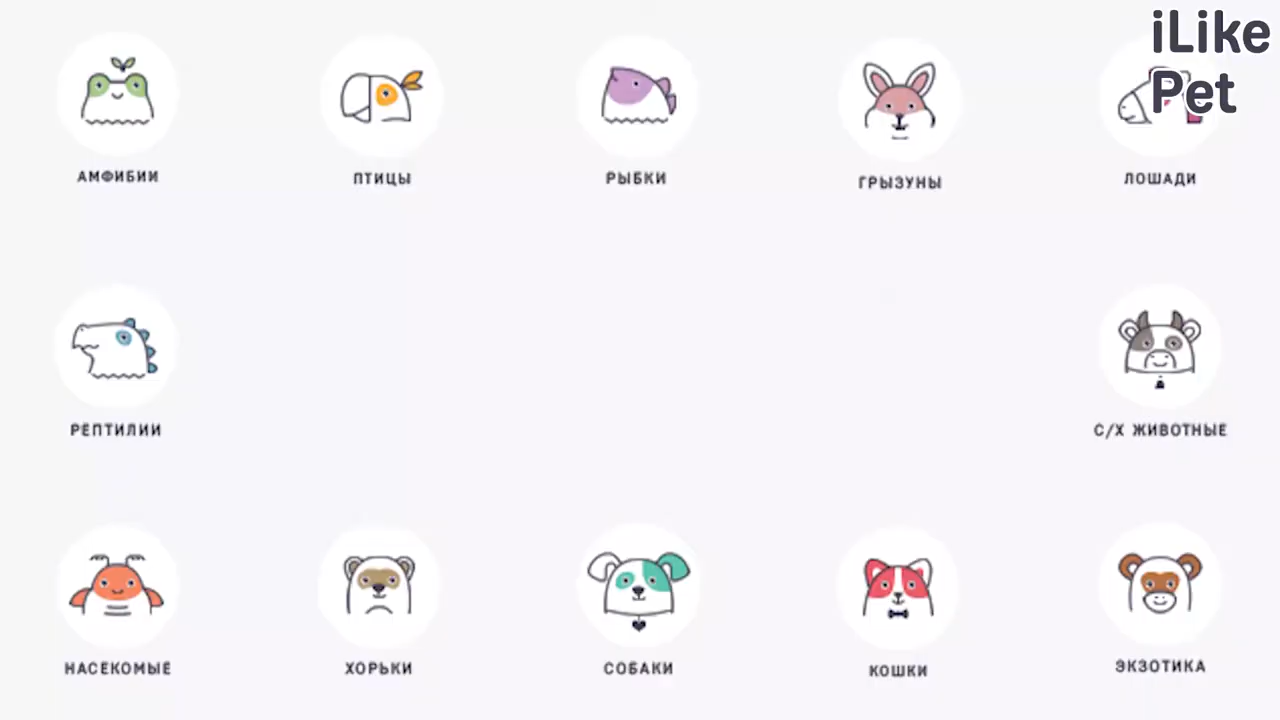 iLike
Pet
АМФИБИИ
ПТИЦЫ
РЫБКИ
ГРЫЗУНЫ
ЛОШАДИ
РЕПТИЛИИ
С/Х ЖИВОТНЫЕ
НАСЕКОМЫЕ
ХОРЬКИ
СОБАКИ
КОШКИ
ЭКЗОТИКА